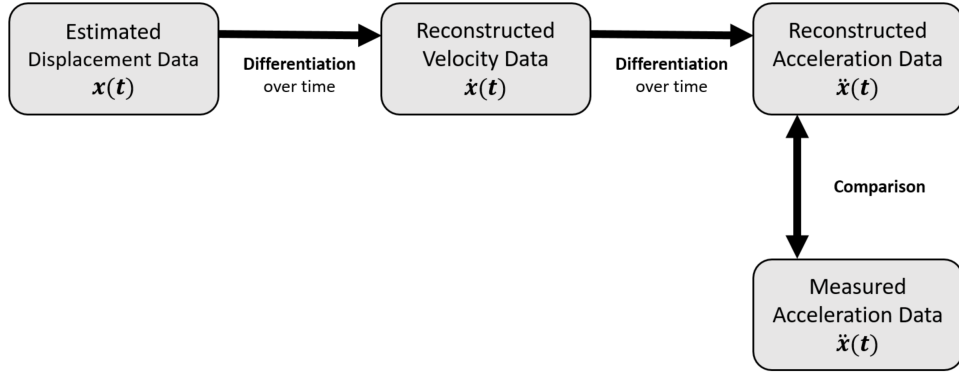 Estimated
Displacement Data
x(t)
Differentiation
over time
Reconstructed
Velocity Data
ẋ(t)
Differentiation
over time
Reconstructed
Acceleration Data
ẍ(t)
Comparison
Measured
Acceleration Data
ẍ(t)